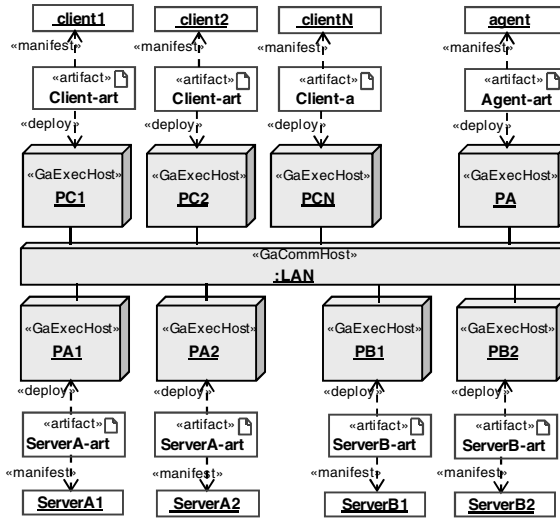 client1 client2 clientN agent
«manifest» «manifest» «manifest» «manifest»
«artifact» «artifact» «artifact» «artifact»
Client-art Client-art Client-a Agent-art
«deploy» «deploy» «deploy» «deploy»
«GaExecHost» «GaExecHost» «GaExecHost» «GaExecHost»
PC1 PC2 PCN PA
«GaCommHost»
:LAN
«GaExecHost» «GaExecHost» «GaExecHost» «GaExecHost»
PA1 PA2 PB1 PB2
«deploy» «deploy» «deploy» «deploy»
«artifact» «artifact» «artifact» «artifact»
ServerA-art ServerA-art ServerB-art ServerB-art
«manifest» «manifest» «manifest» «manifest»
ServerA1 ServerA2 ServerB1 ServerB2